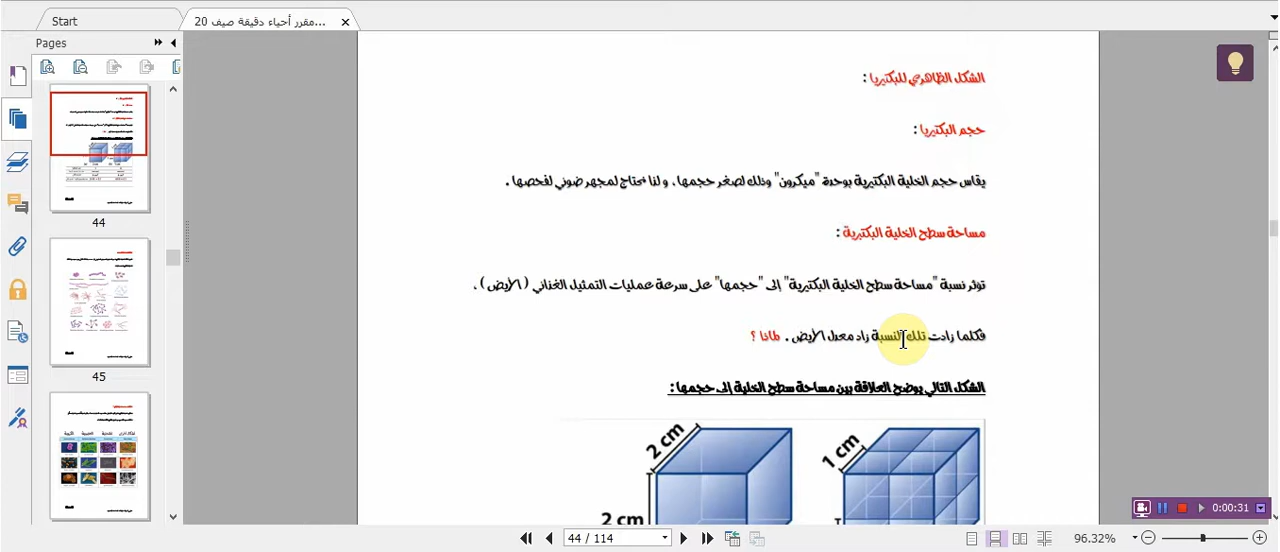 Start
مقرر أحياء دقيقة صيف 20...
Pages
44
45
الشكل الظاهري للبكتيريا :
حجم البكتيريا :
يقاس حجم الخلية البكتيرية بوحدة "ميكرون" وذلك لصغر حجمها . و لذا نحتاج لمجهر ضوئي لفحصها .
مساحة سطح الخلية البكتيرية :
تؤثر نسبة "مساحة سطح الخلية البكتيرية" إلى "حجمها" على سرعة عمليات التمثيل الغذائي ( الأيض ) .
فكلما زادت تلك النسبة زاد معدل الأيض . لماذا ؟
الشكل التالي يوضح العلاقة بين مساحة سطح الخلية إلى حجمها :
2 cm
1 cm
2 cm
0:00:31
44 / 114
96.32%